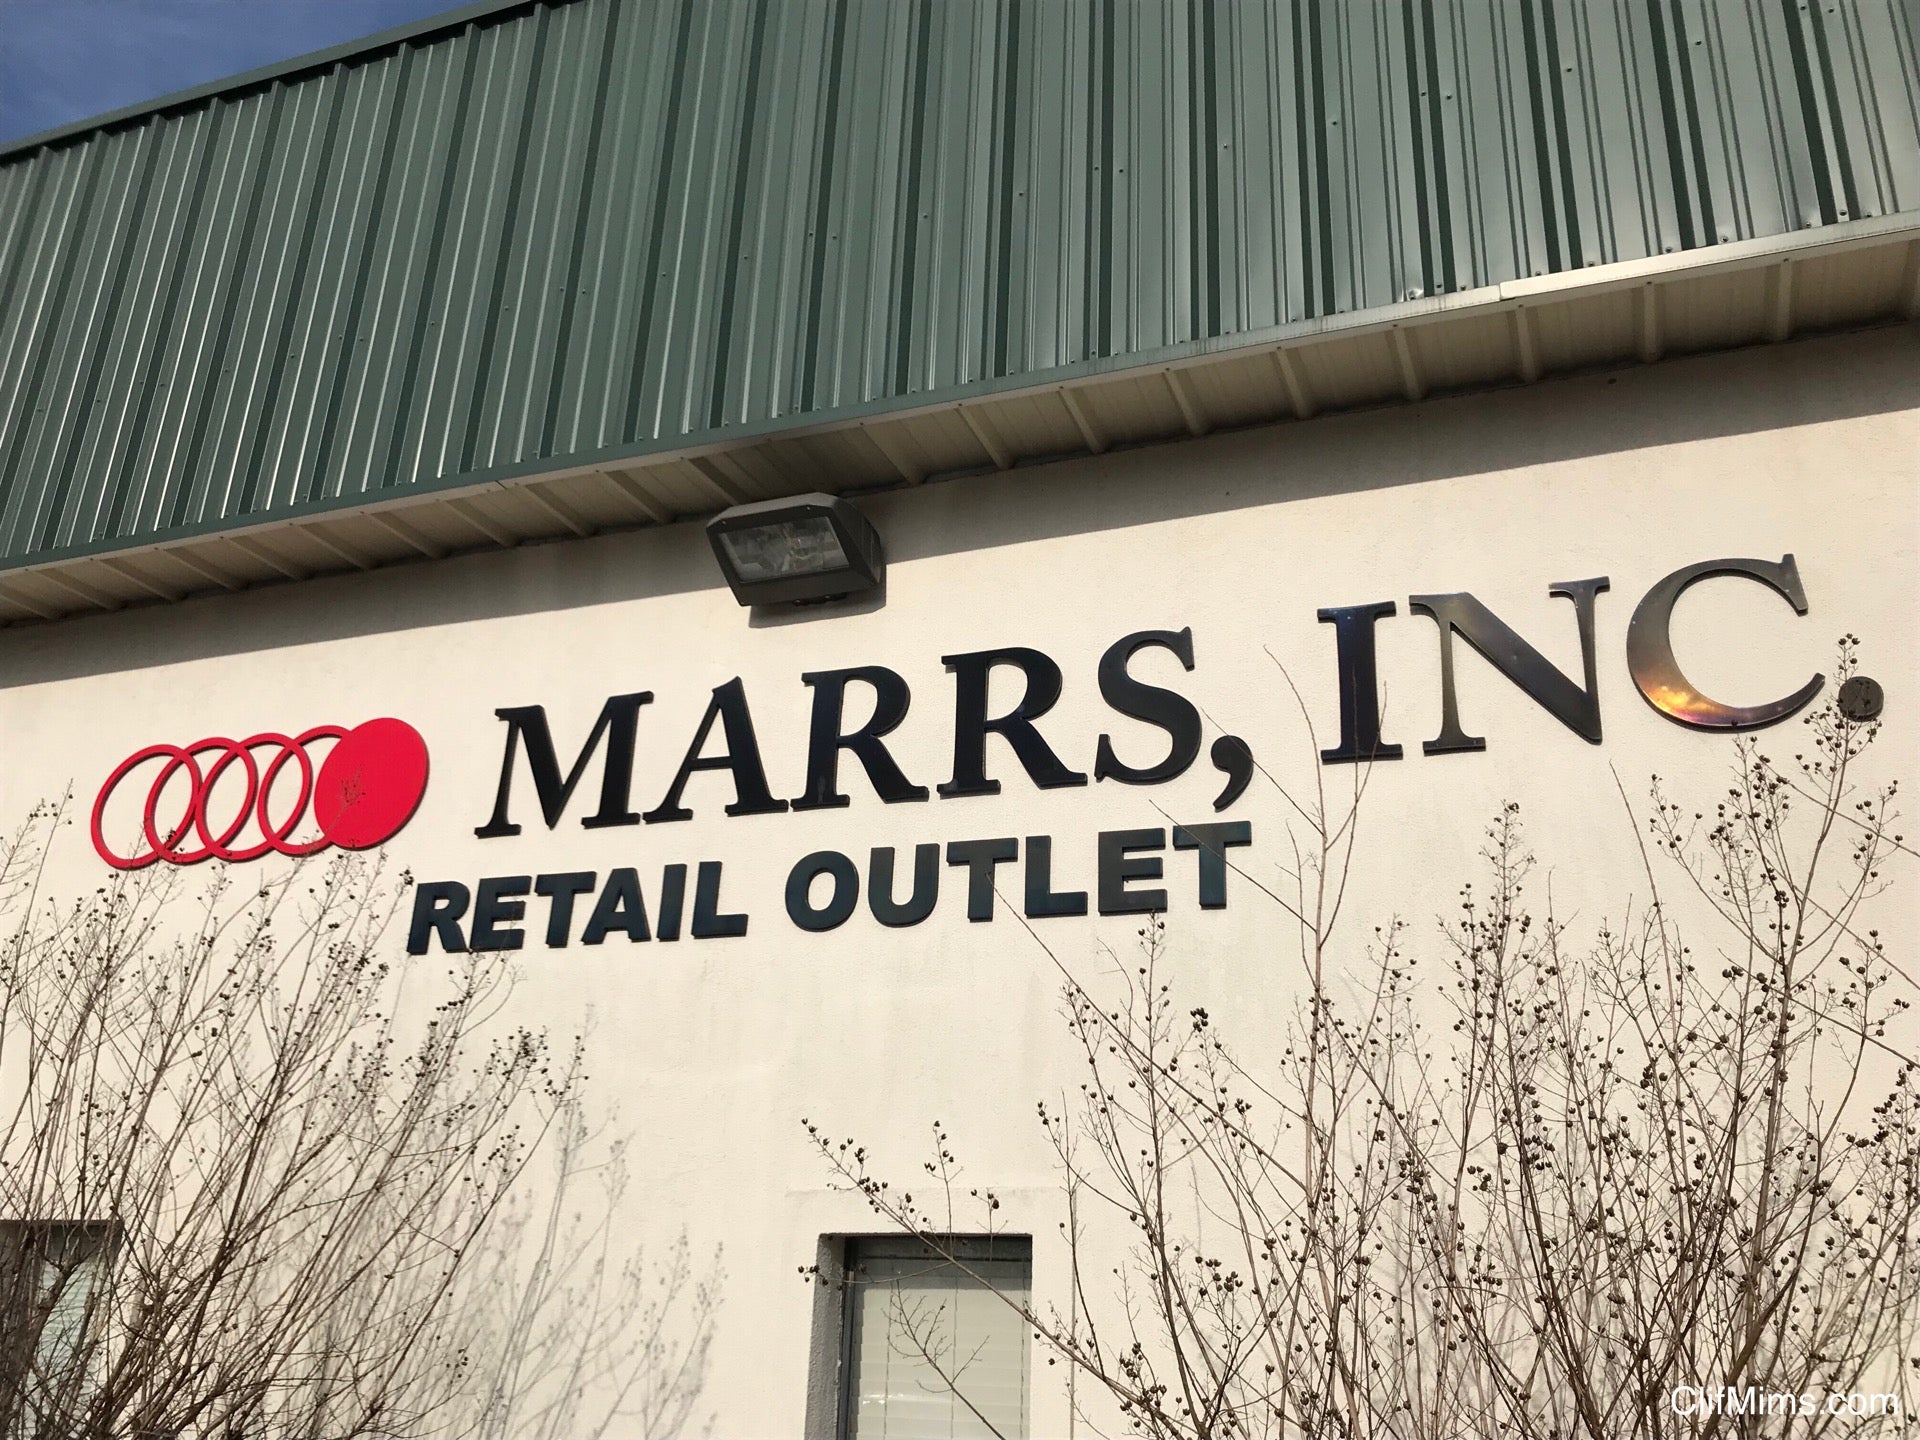 MARRS, INC.
RETAIL OUTLET
ClifMims.com